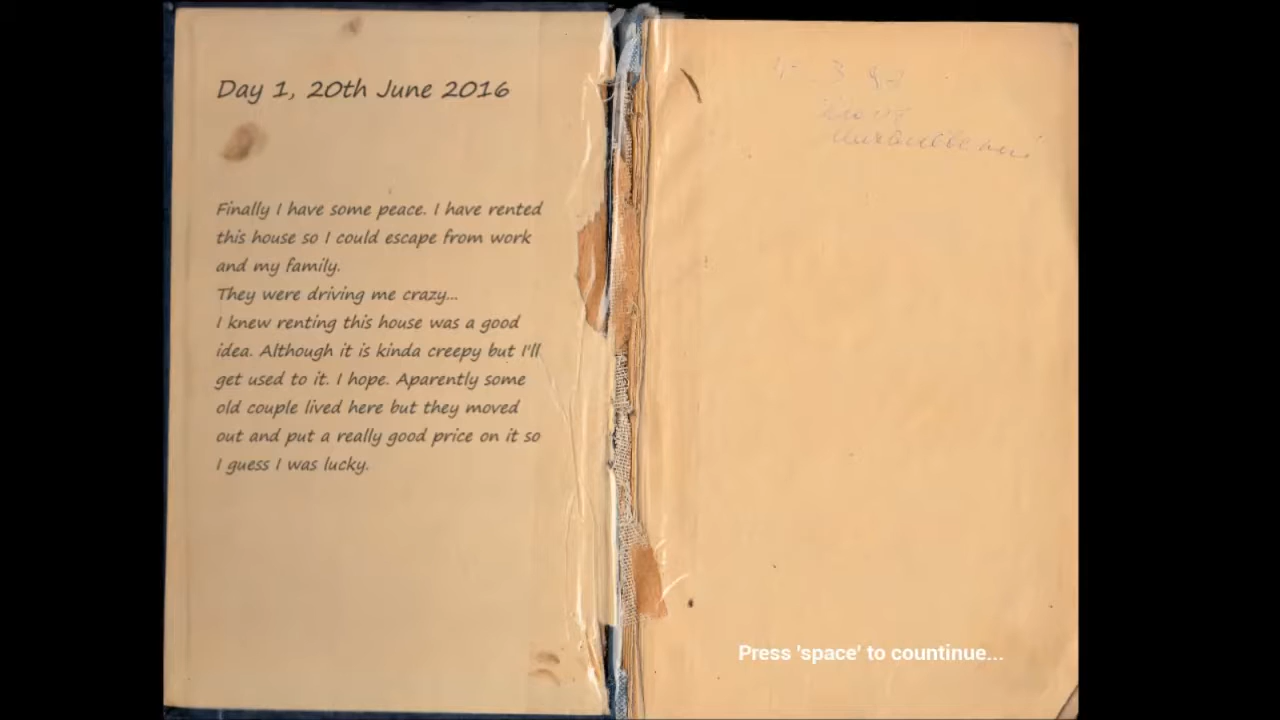 Day 1, 20th June 2016
Finally I have some peace. I have rented
this house so I could escape from work
and my family.
They were driving me crazy...
I knew renting this house was a good
idea. Although it is kinda creepy but I'll
get used to it. I hope. Aparently some
old couple lived here but they moved
out and put a really good price on it so
I guess I was lucky.
Press 'space' to countinue...